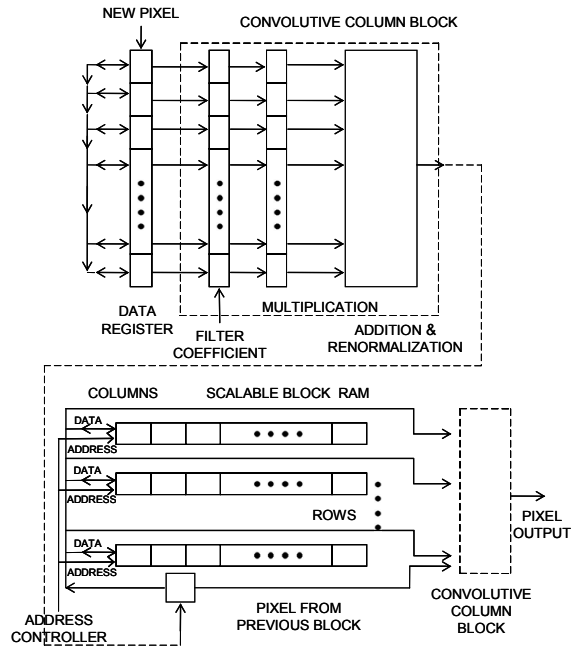 NEW PIXEL
CONVOLUTIVE COLUMN BLOCK
DATA
REGISTER
FILTER
COEFFICIENT
MULTIPLICATION
ADDITION &
RENORMALIZATION
COLUMNS
SCALABLE BLOCK RAM
DATA
ADDRESS
DATA
ADDRESS
ROWS
DATA
ADDRESS
PIXEL
OUTPUT
ADDRESS
CONTROLLER
PIXEL FROM
PREVIOUS BLOCK
CONVOLUTIVE
COLUMN
BLOCK